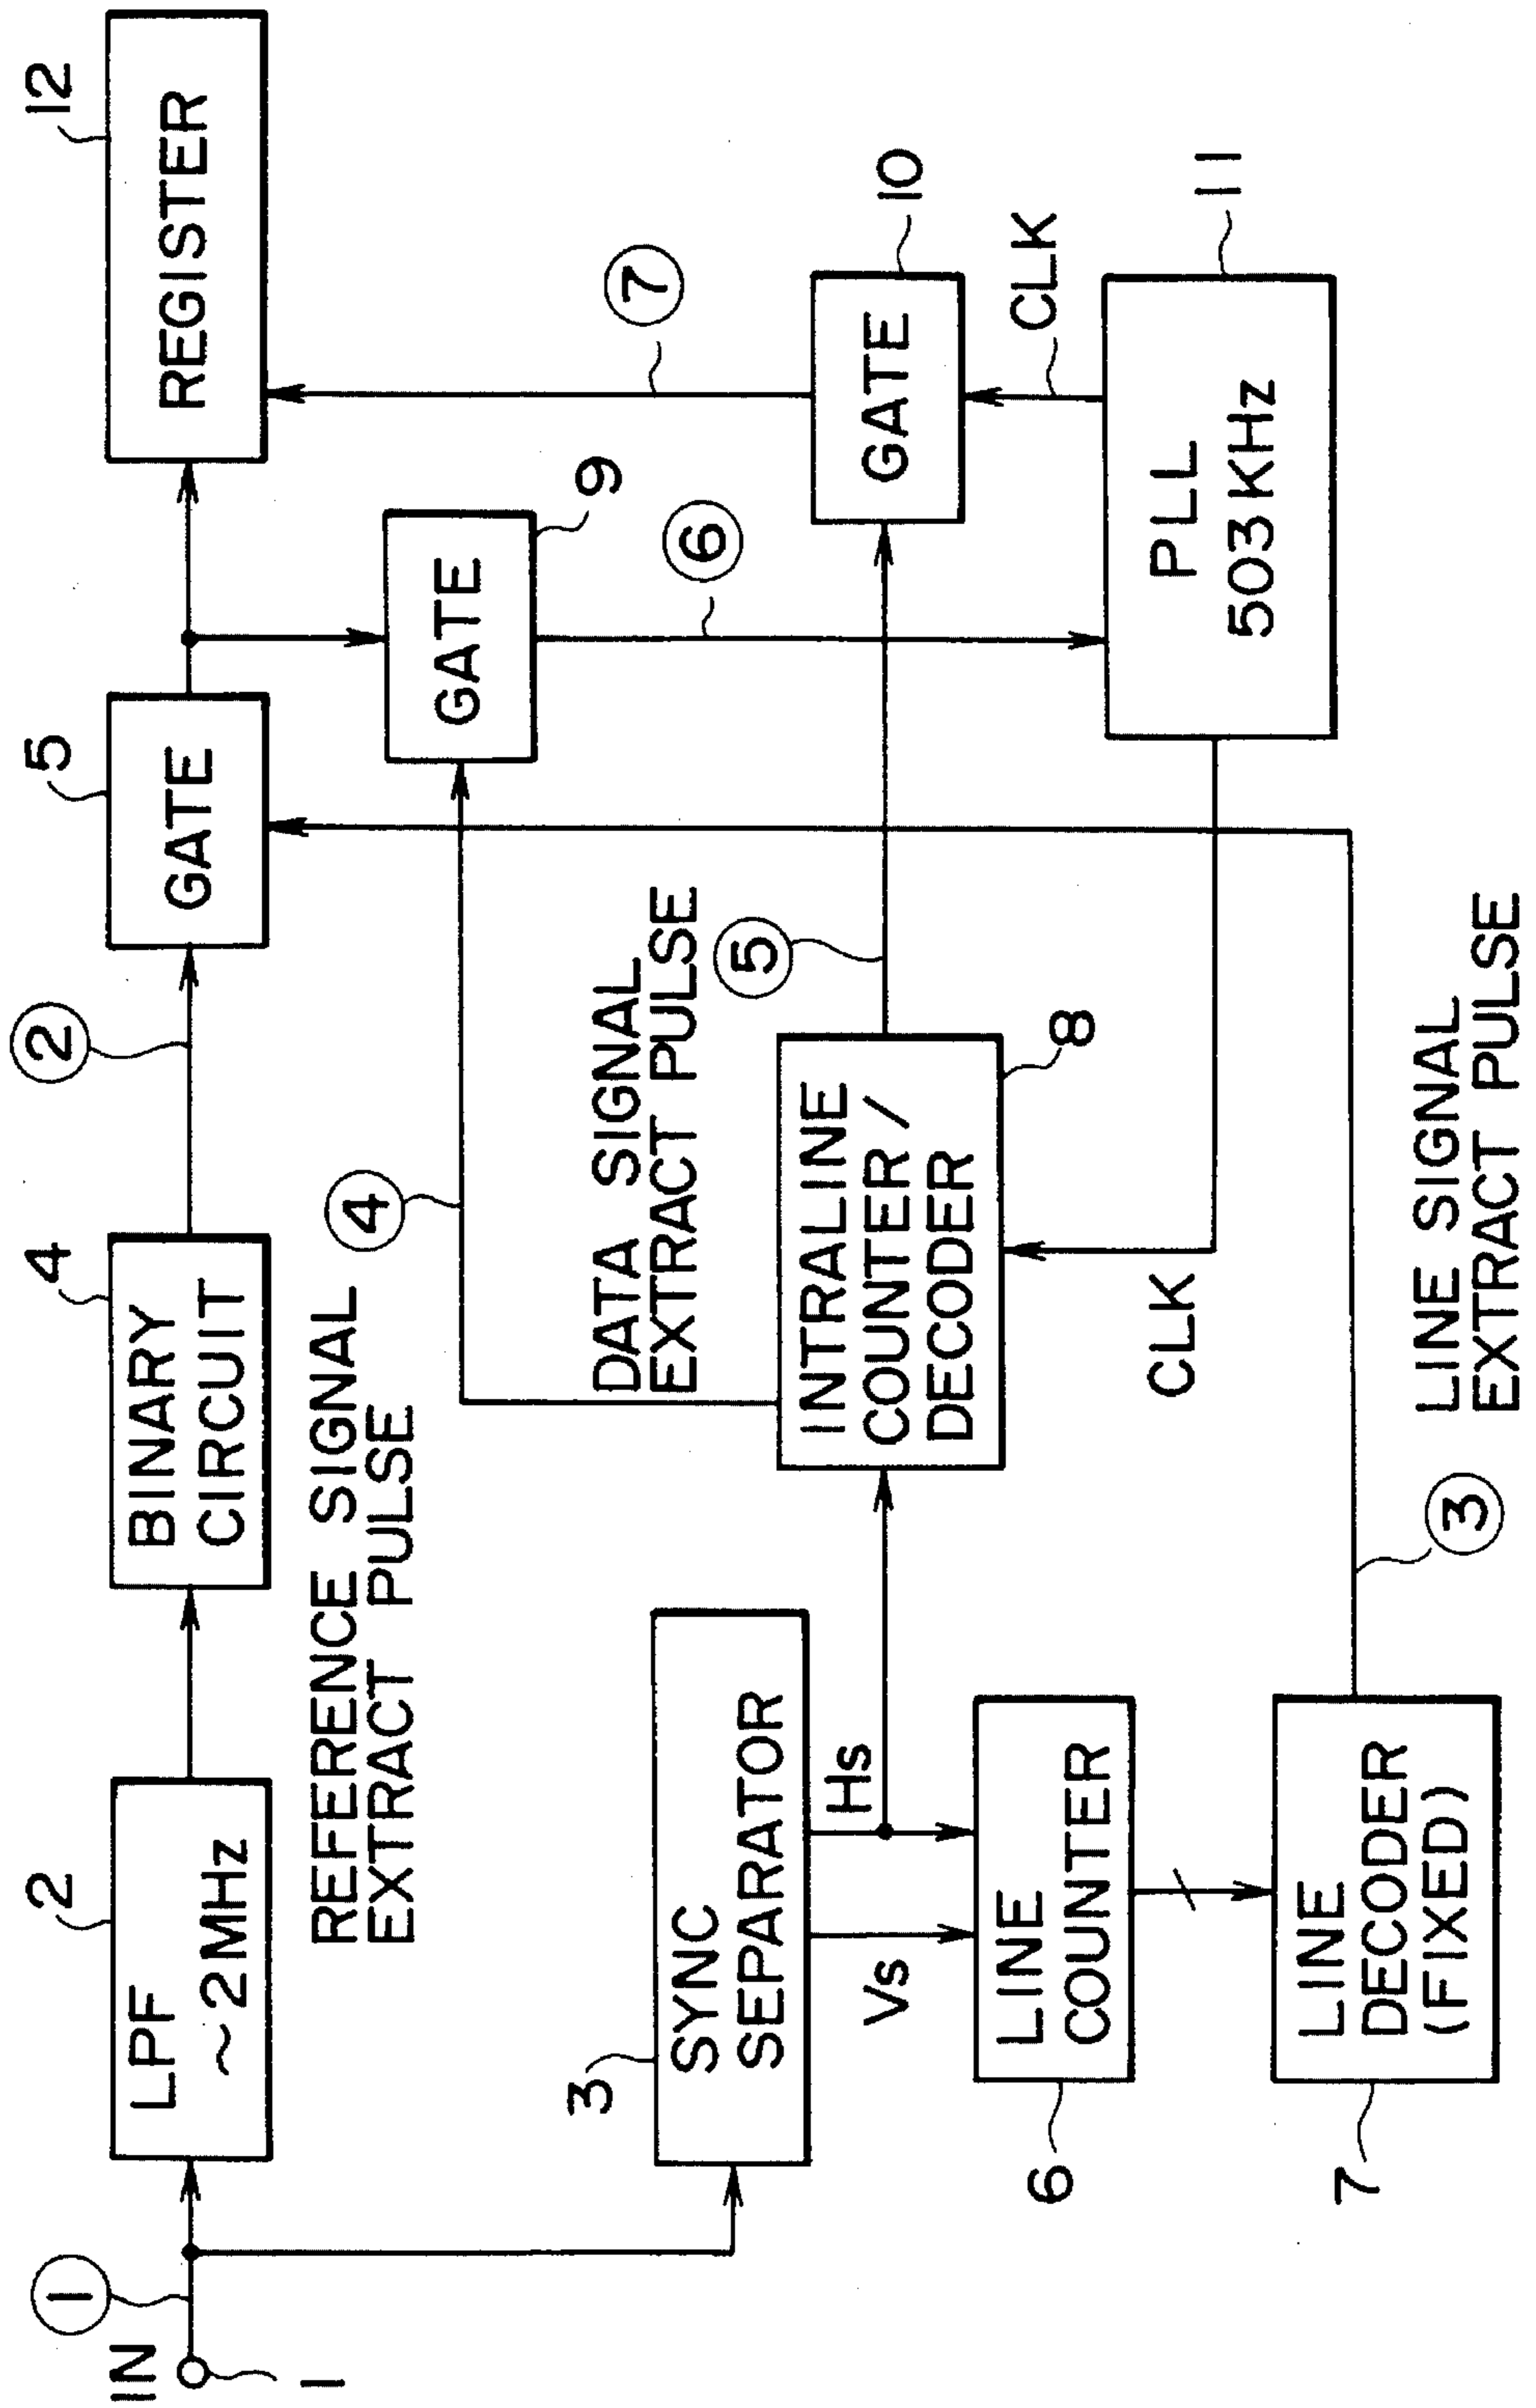 IN
1
①
2
LPF
~2MHz
4
BINARY
CIRCUIT
②
5
GATE
12
REGISTER
REFERENCE SIGNAL
EXTRACT PULSE
④
9
GATE
⑥
⑦
3
SYNC
SEPARATOR
Vs
Hs
DATA SIGNAL
EXTRACT PULSE
⑤
INTRALINE
COUNTER/
DECODER
8
10
GATE
CLK
6
LINE
COUNTER
CLK
11
PLL
503KHz
7
LINE
DECODER
(FIXED)
③
LINE SIGNAL
EXTRACT PULSE